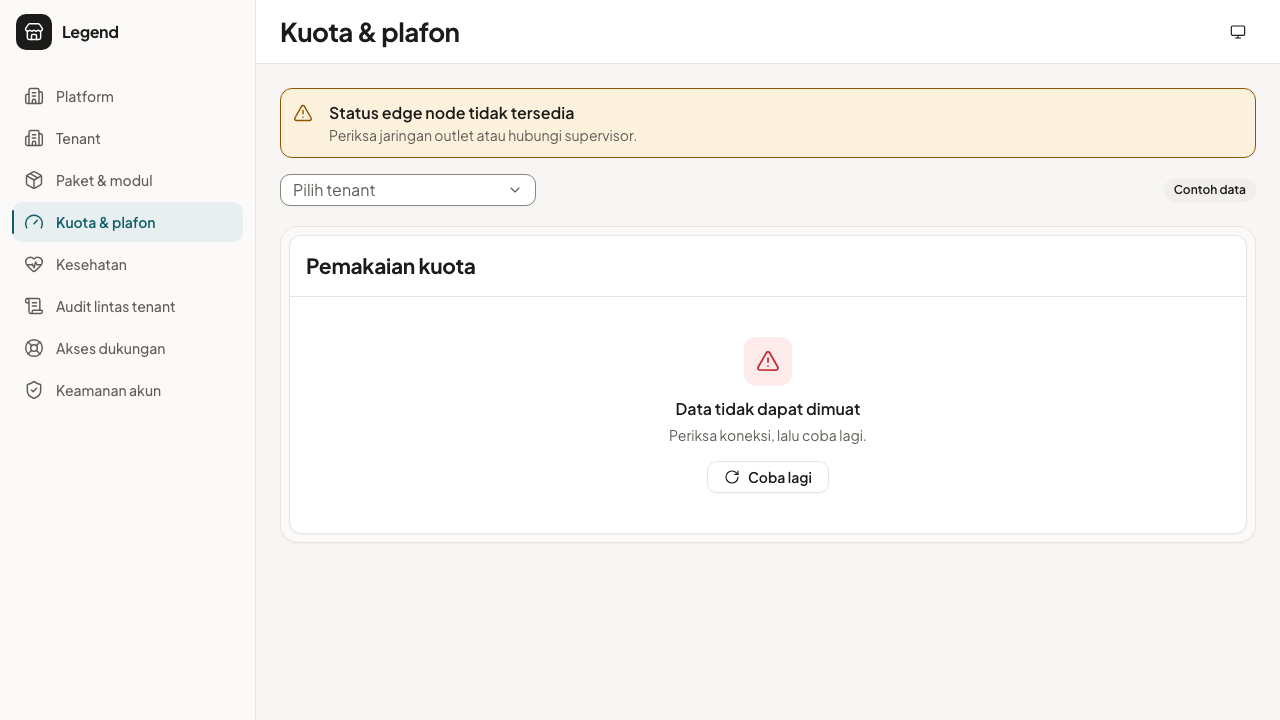 Legend
Kuota & plafon
Platform
Tenant
Paket & modul
Kuota & plafon
Kesehatan
Audit lintas tenant
Akses dukungan
Keamanan akun
Status edge node tidak tersedia
Periksa jaringan outlet atau hubungi supervisor.
Pilih tenant
Contoh data
Pemakaian kuota
Data tidak dapat dimuat
Periksa koneksi, lalu coba lagi.
Coba lagi